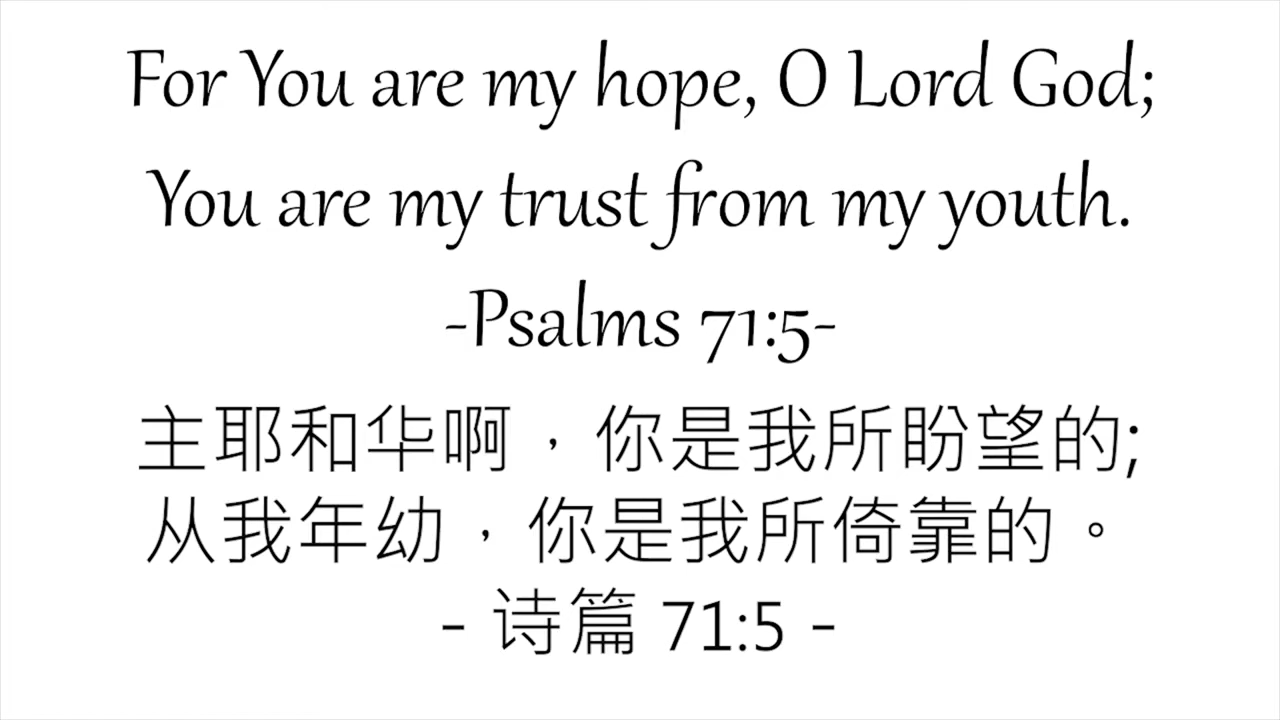 For You are my hope, O Lord God;
You are my trust from my youth.
-Psalms 71:5-
主耶和华啊，你是我所盼望的;
从我年幼，你是我所倚靠的。
- 诗篇 71:5 -